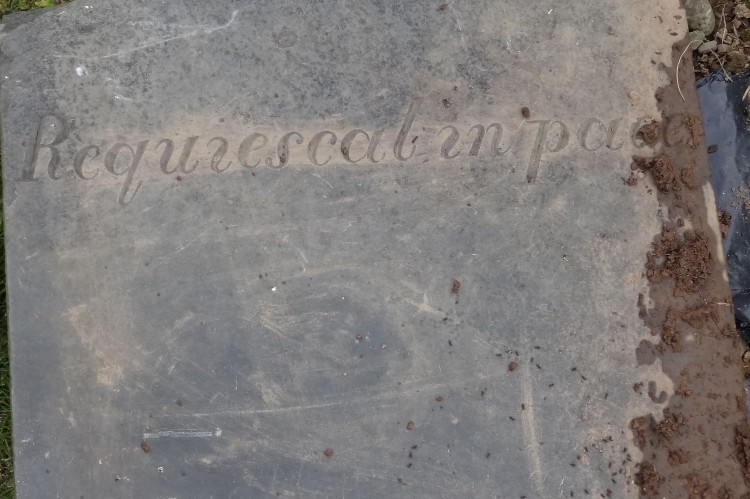 Requiescat in pace